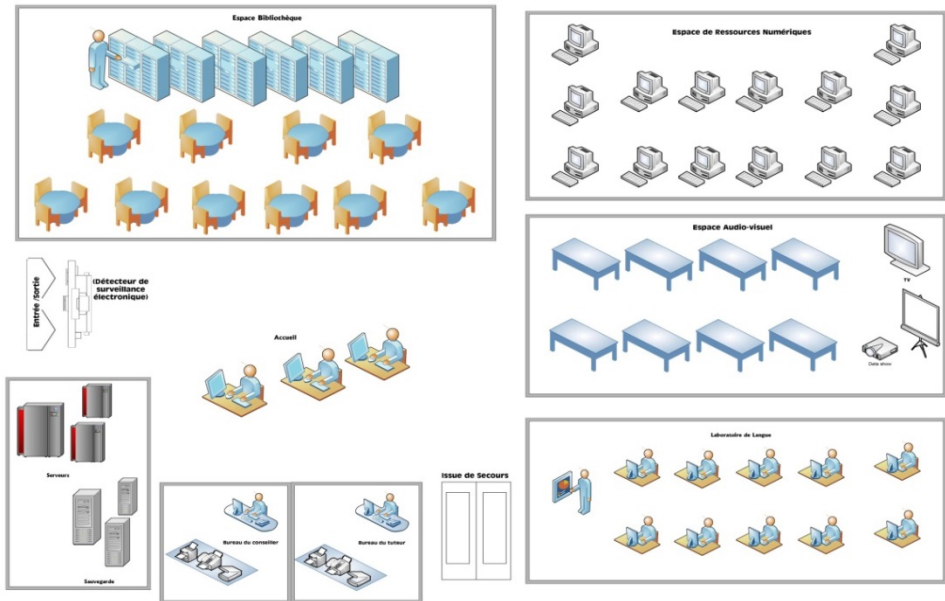 Espace Bibliothèque
Espace de Ressources Numériques
Espace Audio-visuel
TV
Data show
Entrée /sortie
(Détecteur de
surveillance
électronique)
Accueil
Serveurs
Sauvegarde
Bureau du conseiller
Bureau du tuteur
Issue de Secours
Laboratoire de Langue